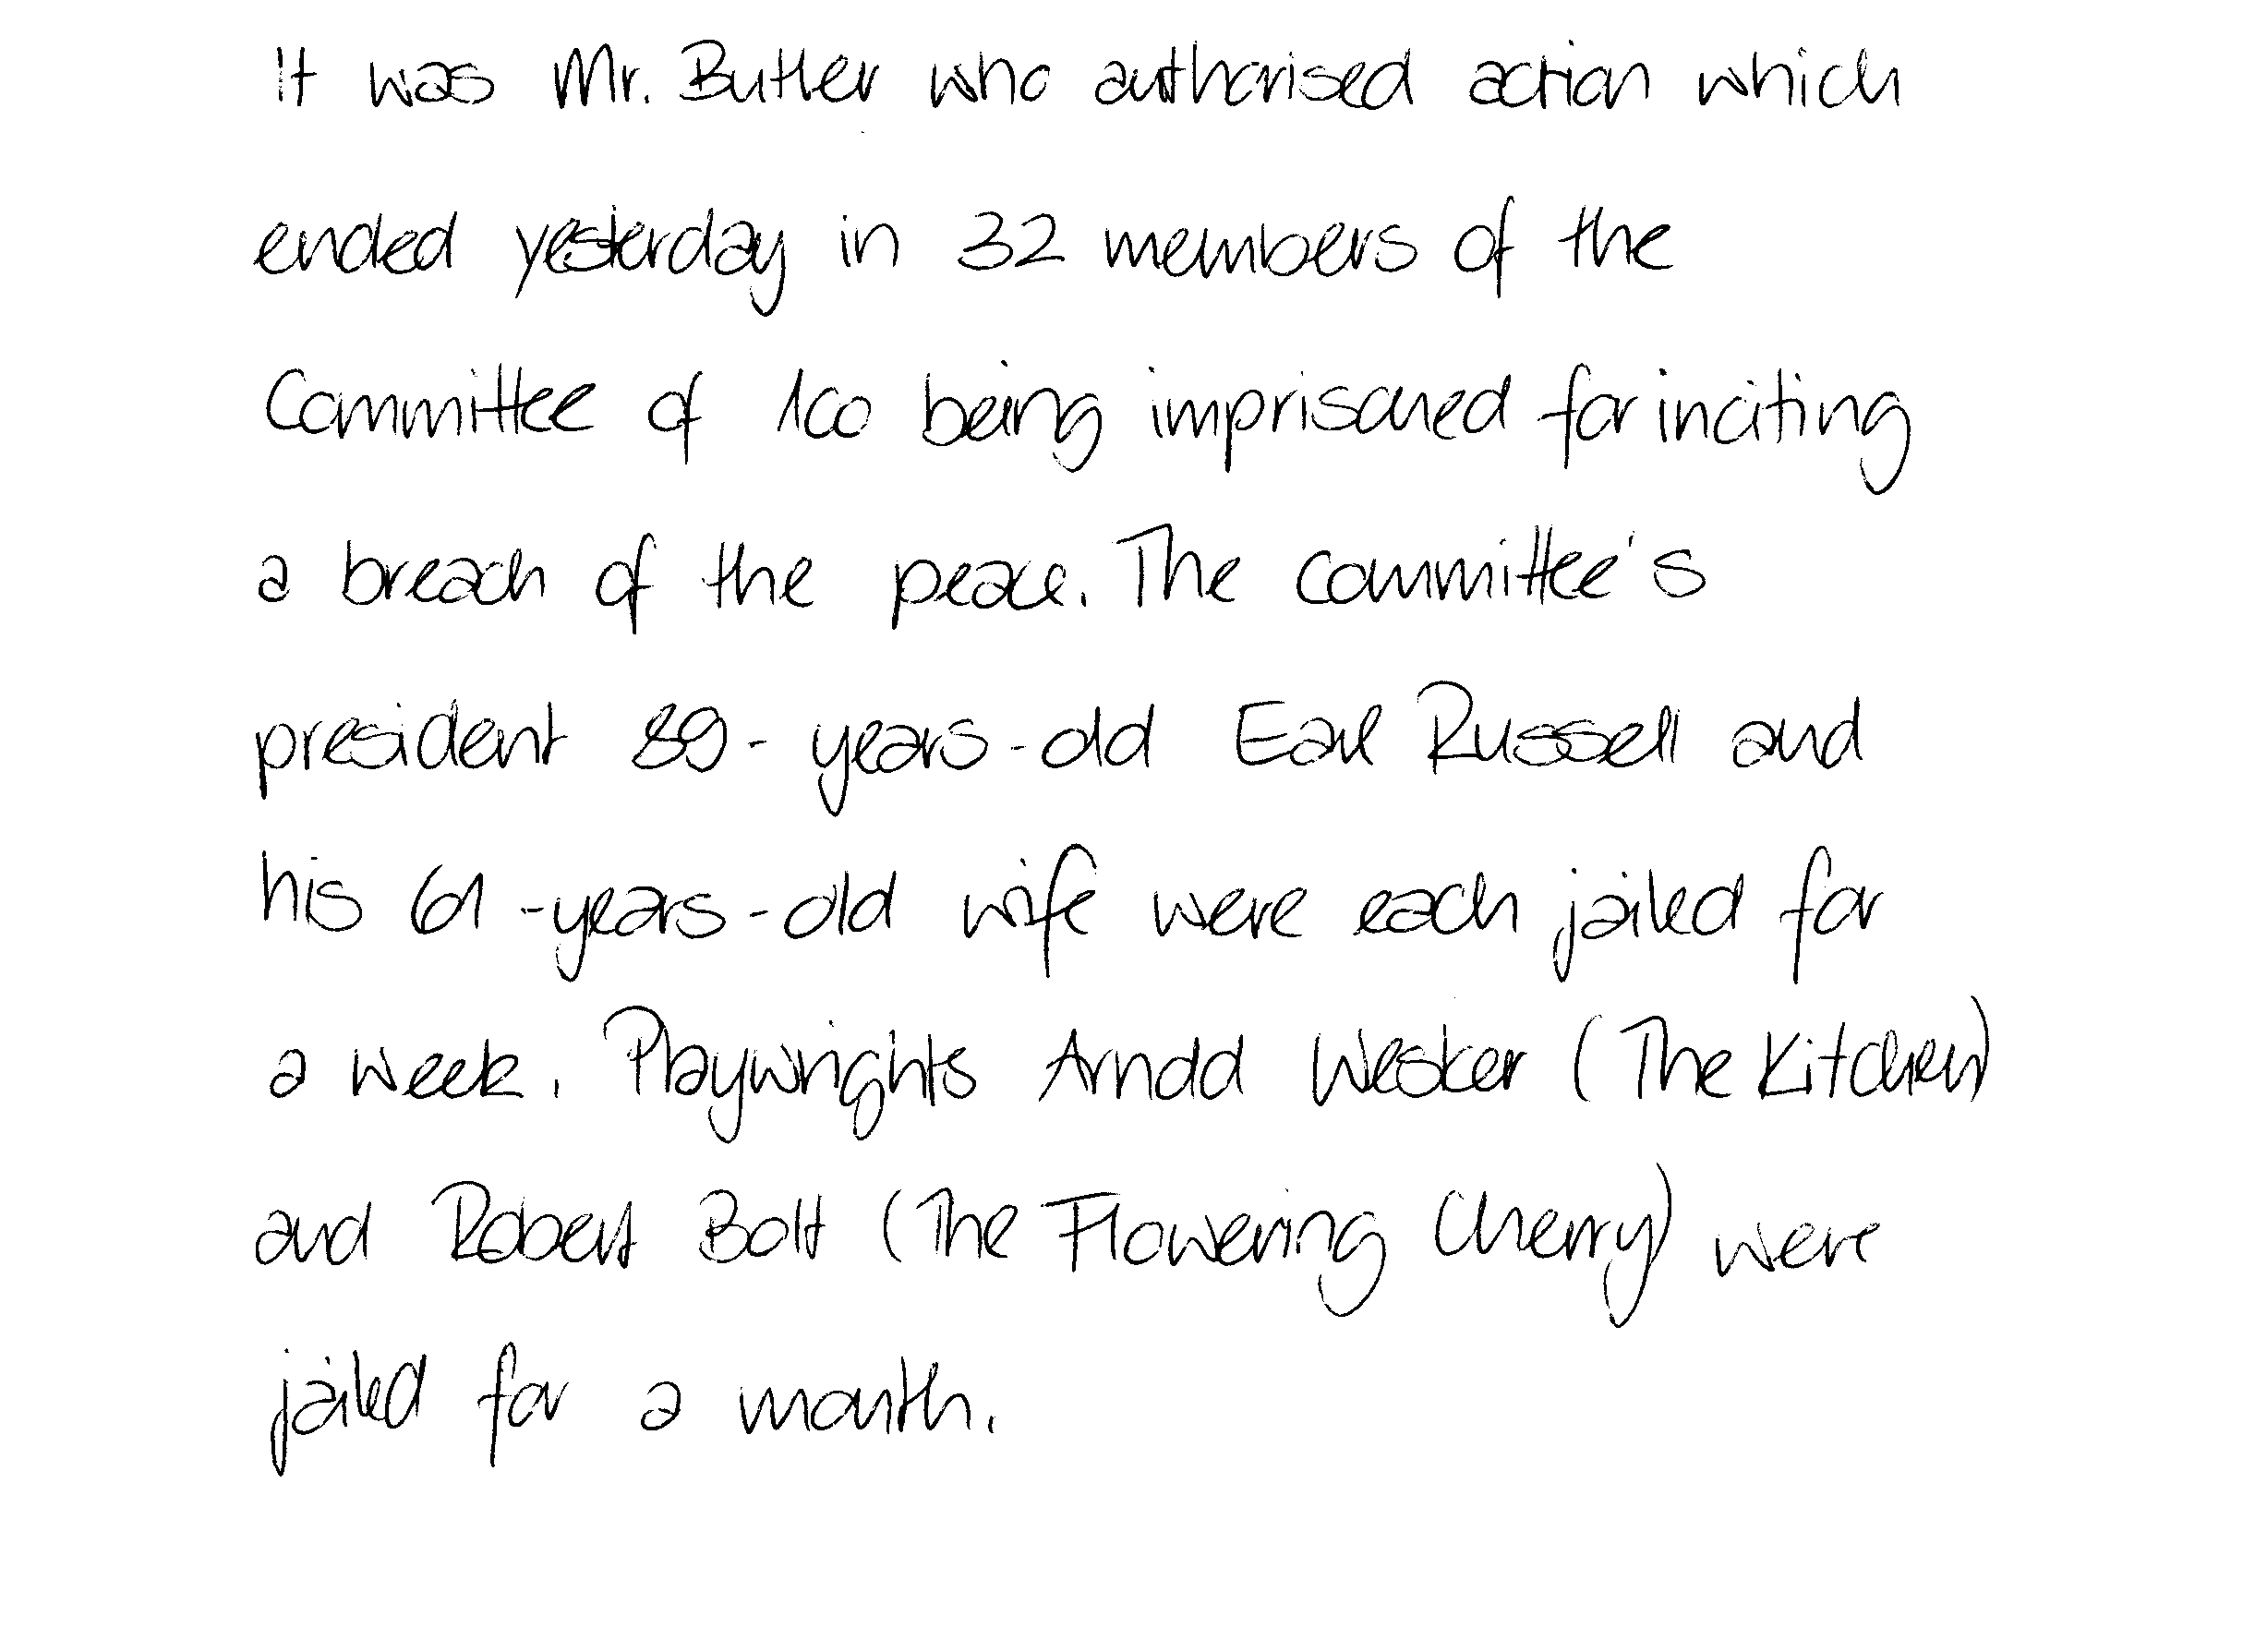 It was Mr. Butler who authorised action which
ended yesterday in 32 members of the
Committee of 100 being imprisoned for inciting
a breach of the peace. The committee's
president 89-years-old Earl Russell and
his 61-years-old wife were each jailed for
a week. Playwrights Arnold Wesker (The Kitchen)
and Robert Bolt (The Flowering Cherry) were
jailed for a month.